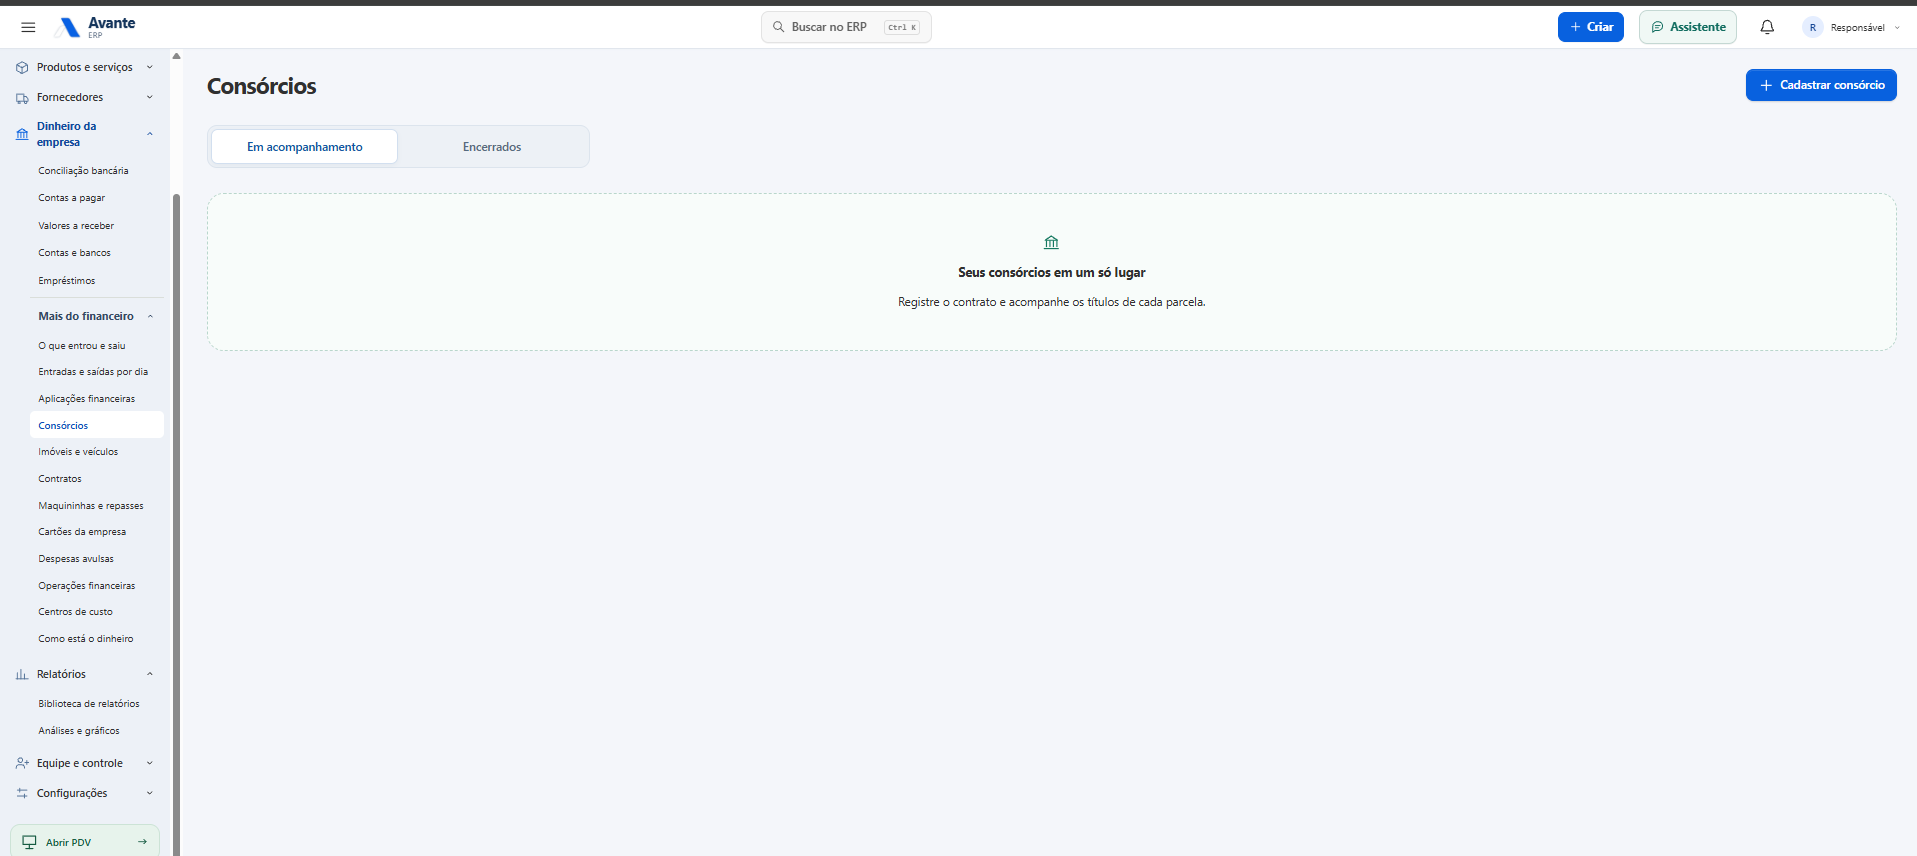 Avante
ERP
Buscar no ERP
Ctrl K
Criar
Assistente
R
Responsável
Produtos e serviços
Fornecedores
Dinheiro da
empresa
Conciliação bancária
Contas a pagar
Valores a receber
Contas e bancos
Empréstimos
Mais do financeiro
O que entrou e saiu
Entradas e saídas por dia
Aplicações financeiras
Consórcios
Imóveis e veículos
Contratos
Maquininhas e repasses
Cartões da empresa
Despesas avulsas
Operações financeiras
Centros de custo
Como está o dinheiro
Relatórios
Biblioteca de relatórios
Análises e gráficos
Equipe e controle
Configurações
Abrir PDV
Consórcios
Cadastrar consórcio
Em acompanhamento
Encerrados
Seus consórcios em um só lugar
Registre o contrato e acompanhe os títulos de cada parcela.